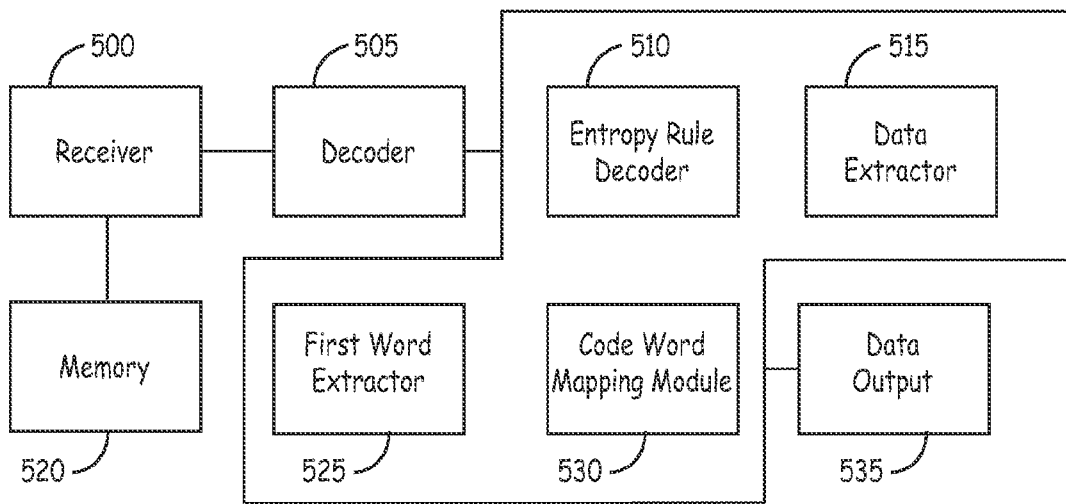 500
505
510
515
Receiver
Decoder
Entropy Rule
Decoder
Data
Extractor
Memory
First Word
Extractor
Code Word
Mapping Module
Data
Output
520
525
530
535